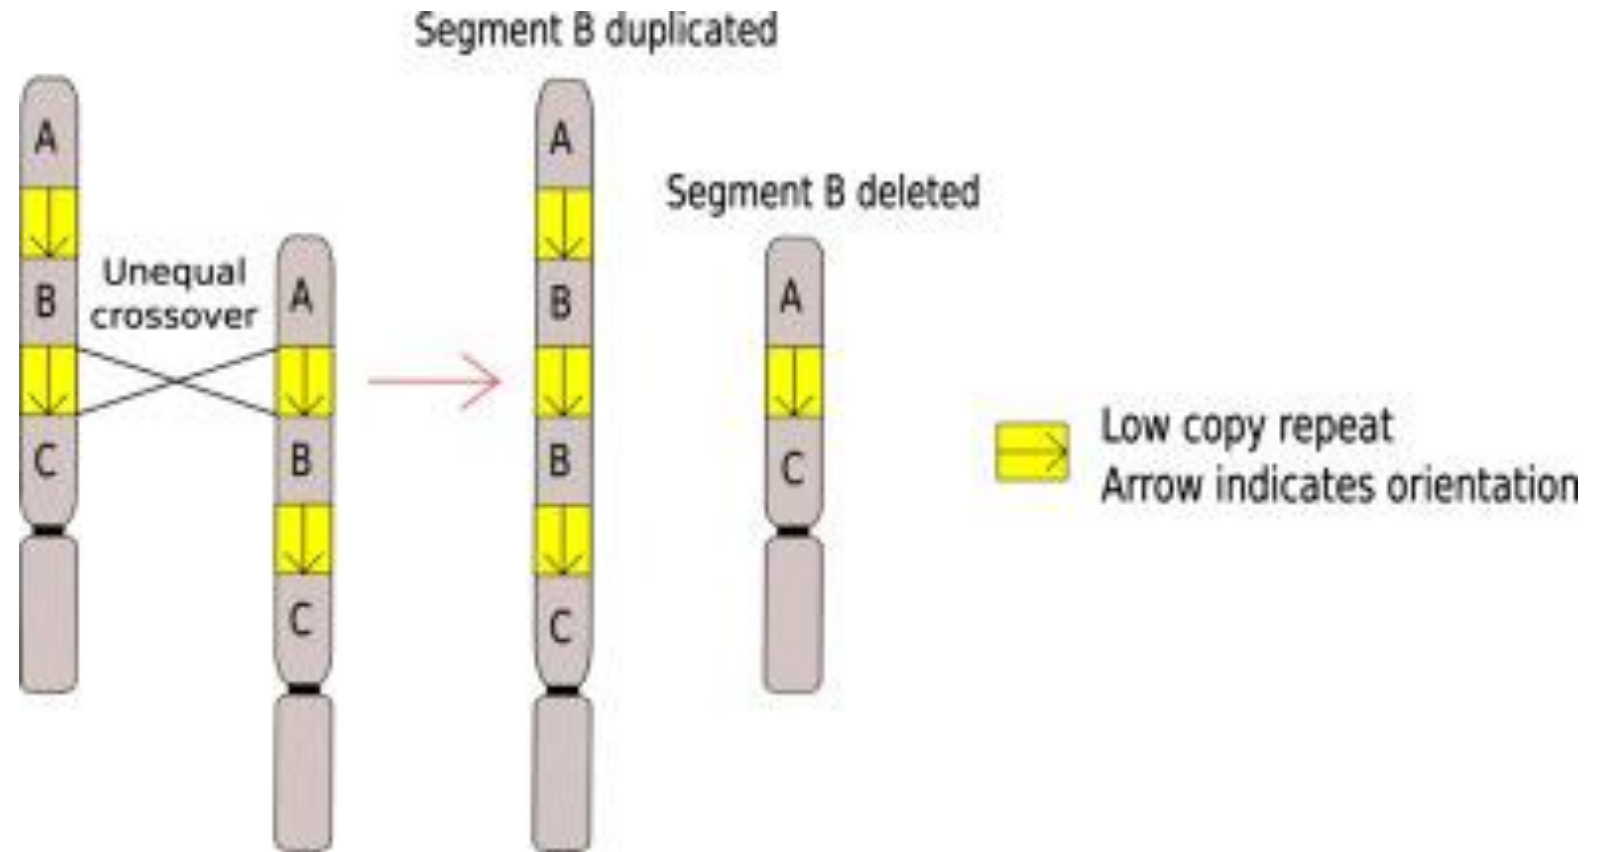 Segment B duplicated
Segment B deleted
A
B
C
Unequal
crossover
A
B
C
A
B
B
C
A
C
Low copy repeat
Arrow indicates orientation